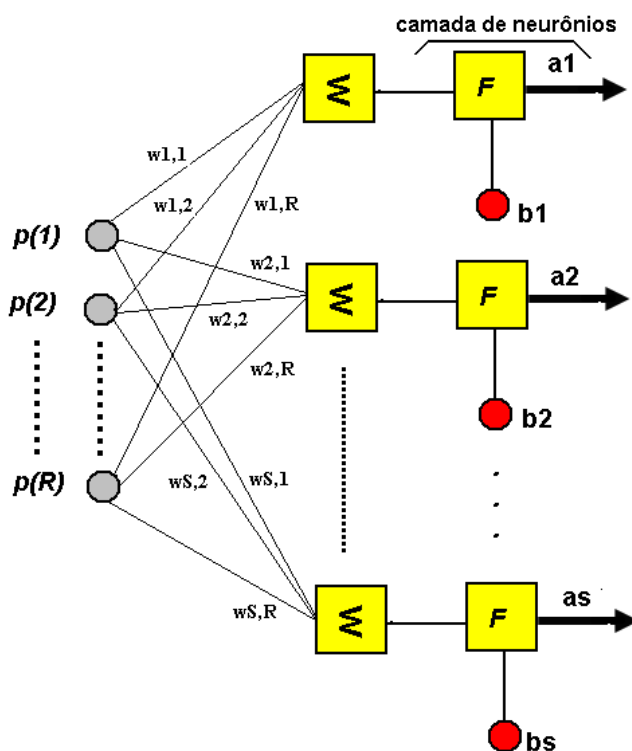 camada de neurônios
Σ
F
a1
b1
w1,1
w1,2
w1,R
p(1)
w2,1
Σ
F
a2
p(2)
w2,2
w2,R
b2
p(R)
wS,2
wS,1
wS,R
Σ
F
as
bs